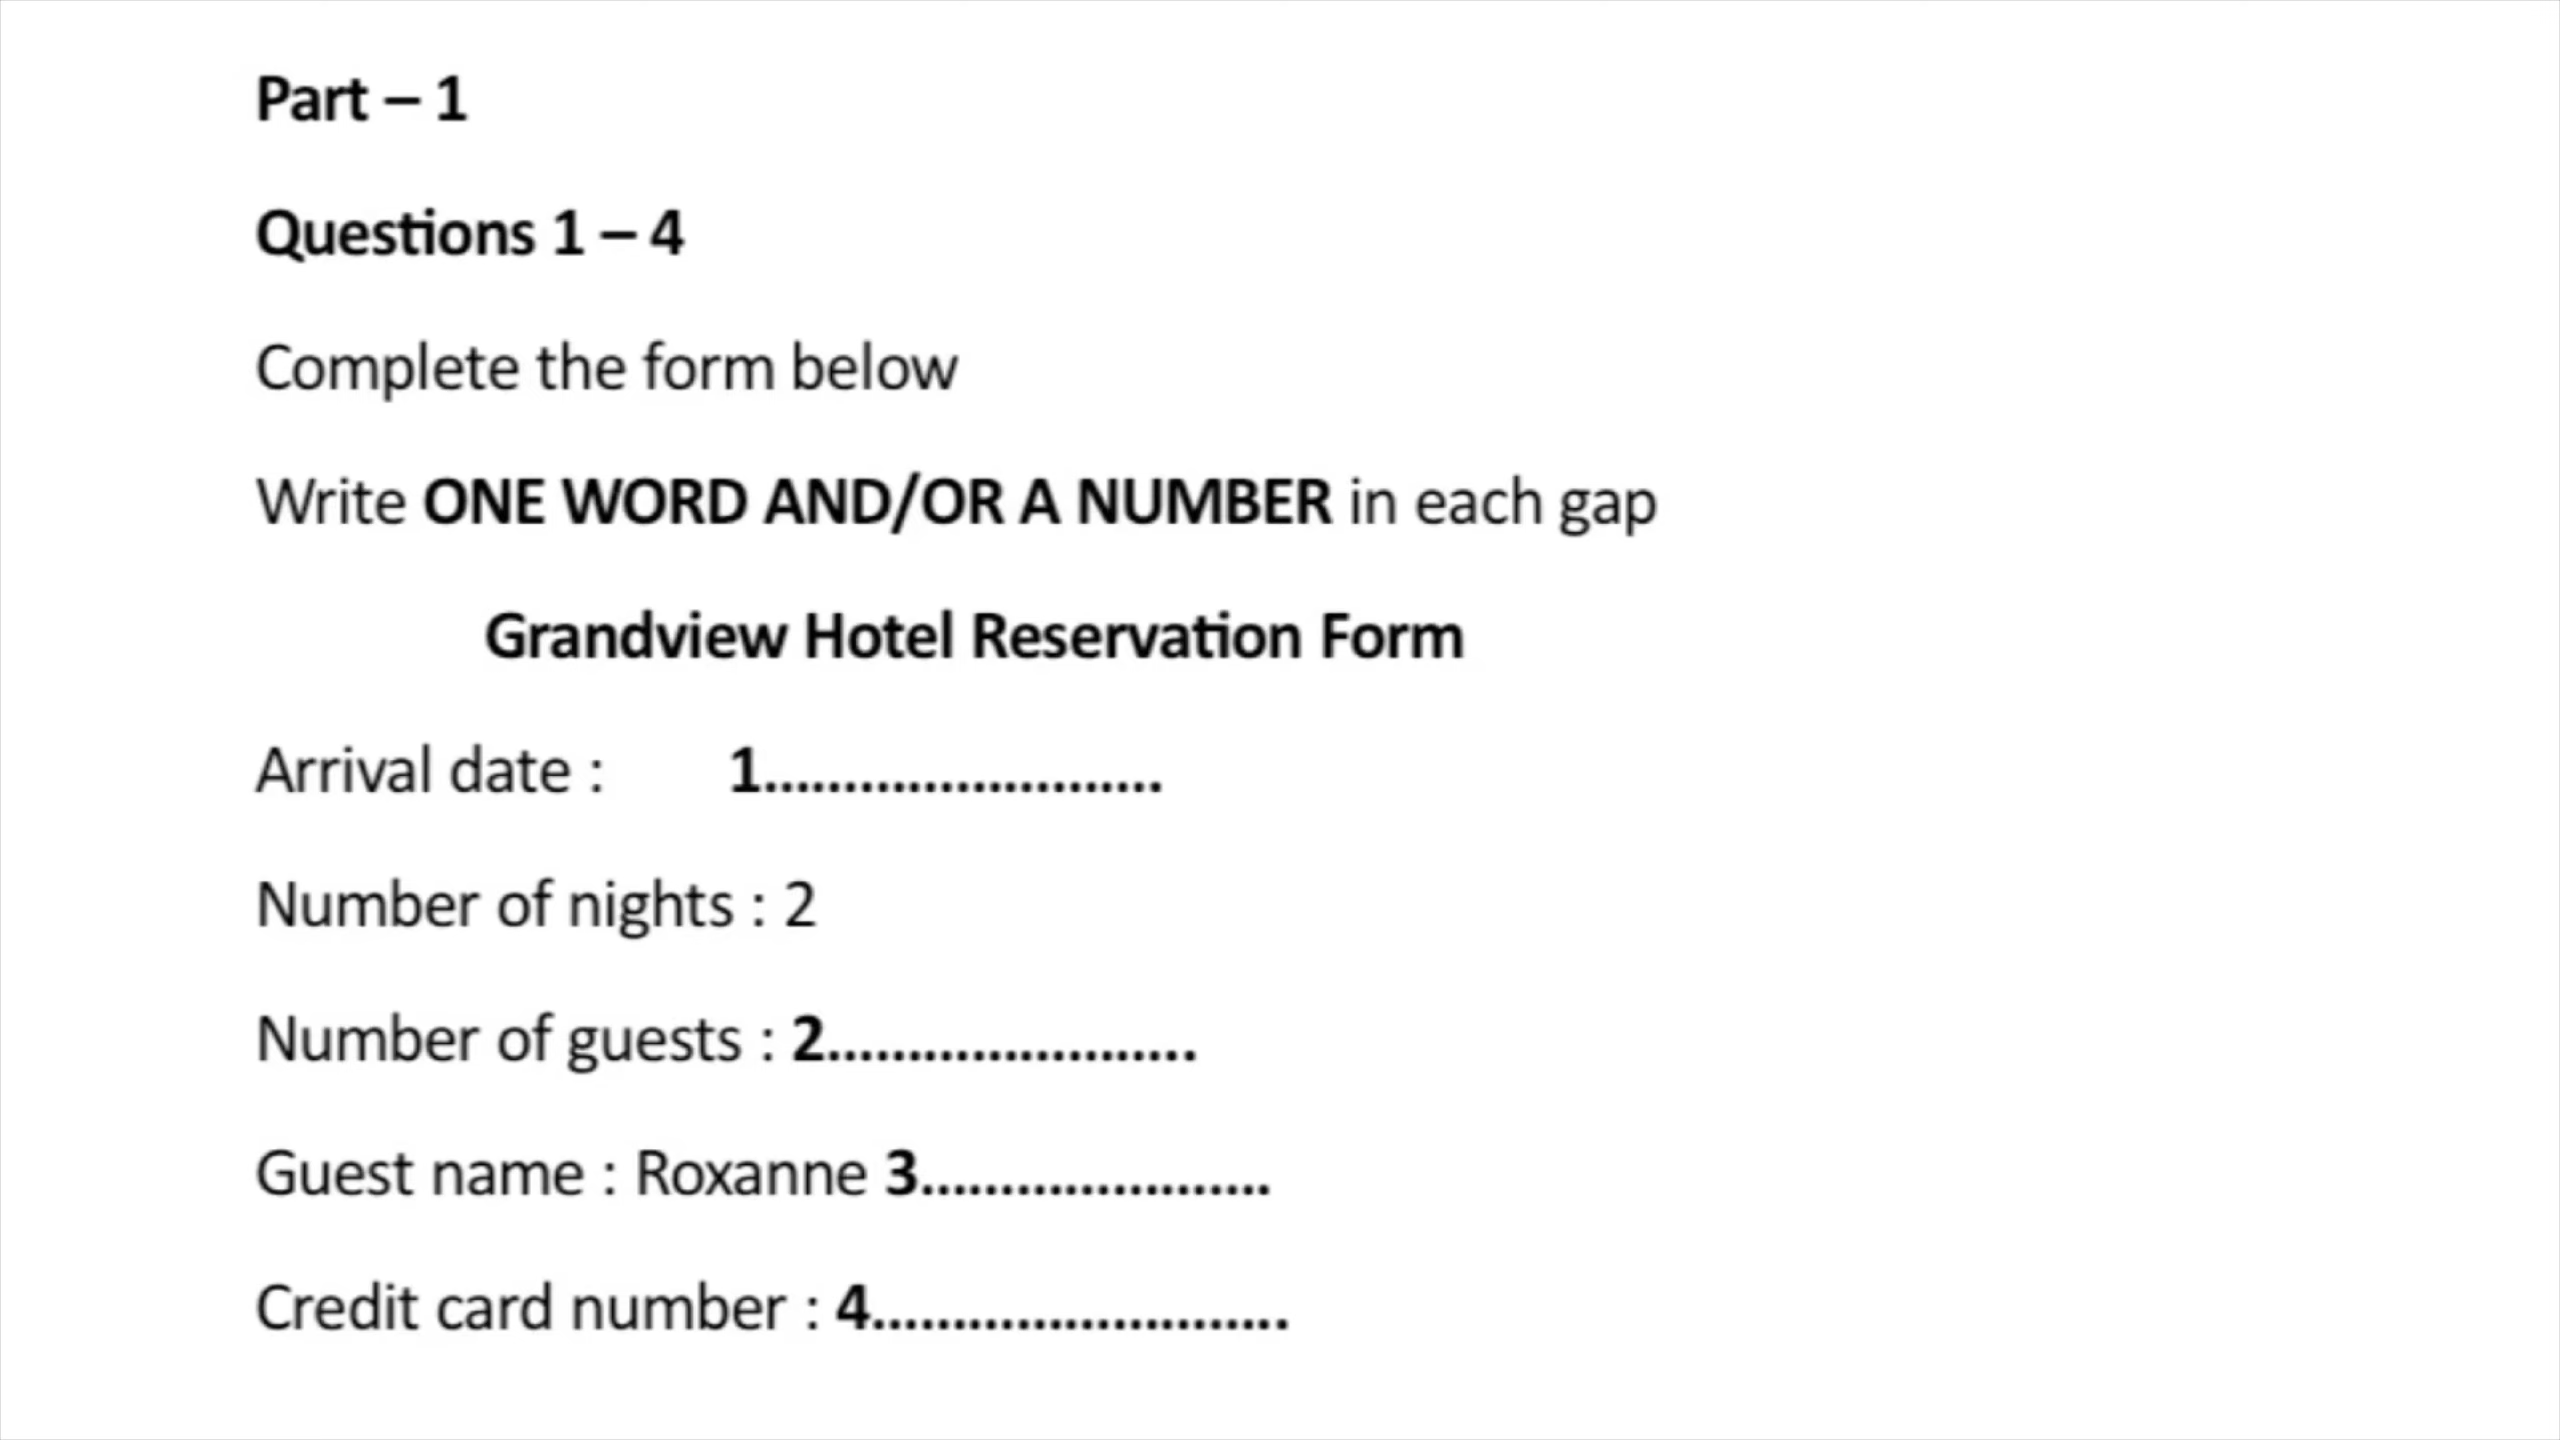 Part – 1
Questions 1 – 4
Complete the form below
Write ONE WORD AND/OR A NUMBER in each gap
Grandview Hotel Reservation Form
Arrival date : 1.........................
Number of nights : 2
Number of guests : 2.......................
Guest name : Roxanne 3......................
Credit card number : 4..........................